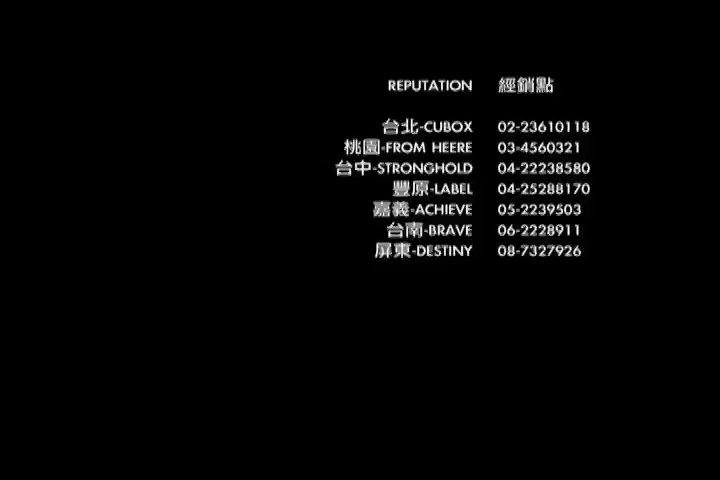 REPUTATION 經銷點
台北-CUBOX 02-23610118
桃園-FROM HEERE 03-4560321
台中-STRONGHOLD 04-22238580
豐原-LABEL 04-25288170
嘉義-ACHIEVE 05-2239503
台南-BRAVE 06-2228911
屏東-DESTINY 08-7327926